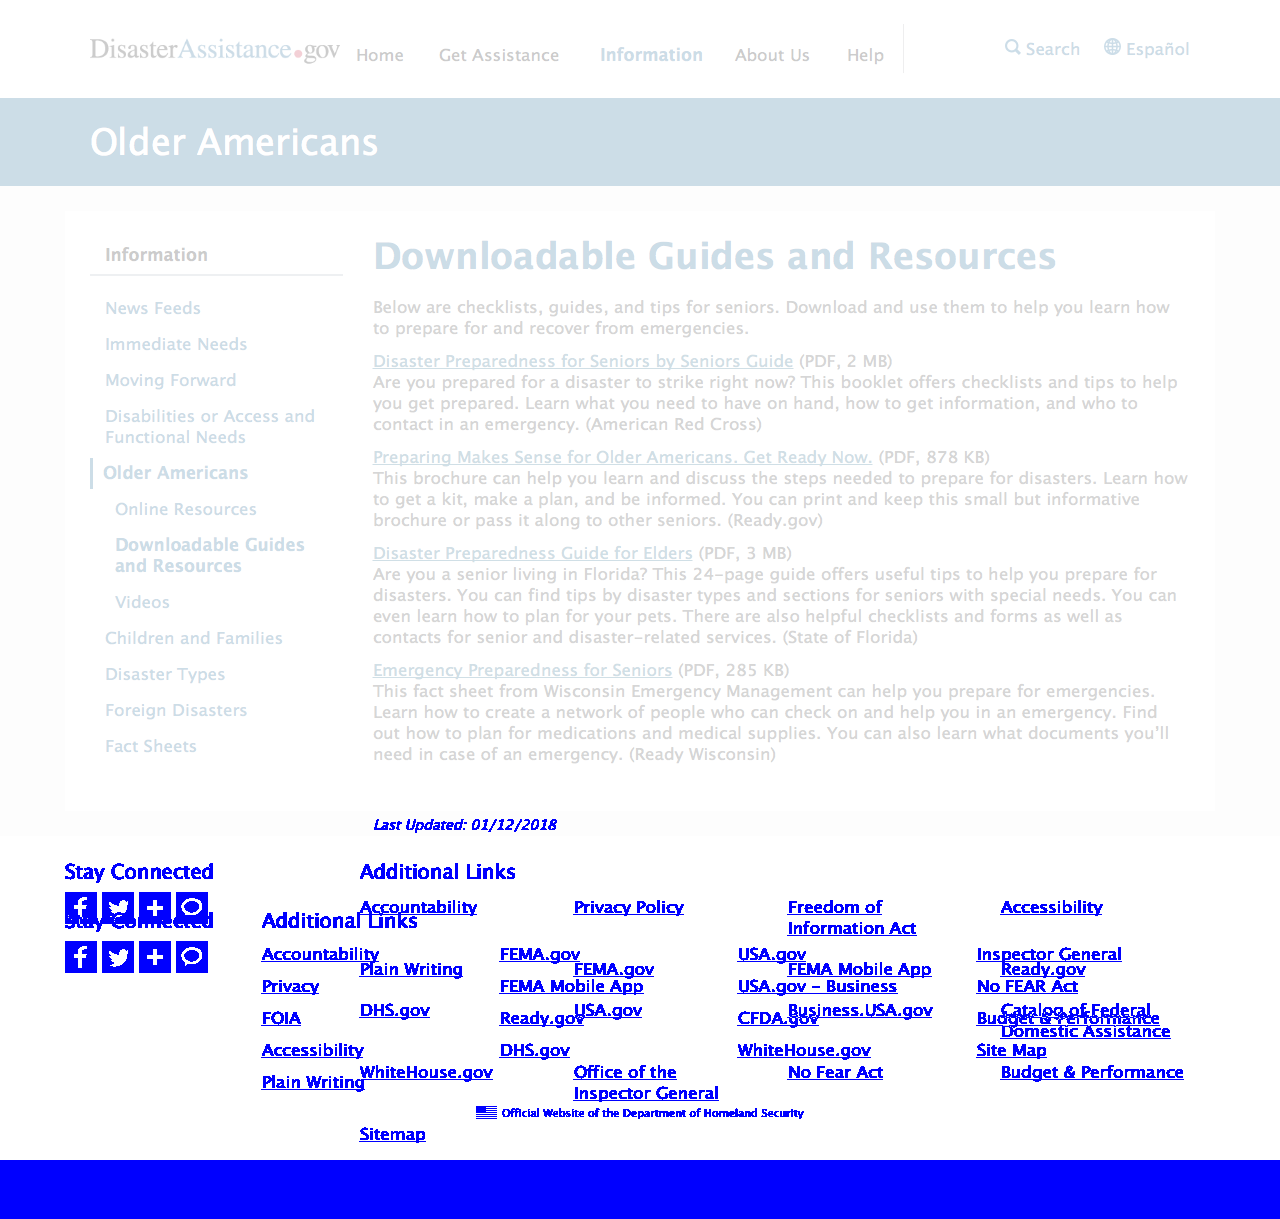 DisasterAssistance.gov Home Get Assistance Information About Us Help Search Español
Older Americans
Information
News Feeds
Immediate Needs
Moving Forward
Disabilities or Access and
Functional Needs
Older Americans
Online Resources
Downloadable Guides
and Resources
Videos
Children and Families
Disaster Types
Foreign Disasters
Fact Sheets
Downloadable Guides and Resources
Below are checklists, guides, and tips for seniors. Download and use them to help you learn how
to prepare for and recover from emergencies.
Disaster Preparedness for Seniors by Seniors Guide (PDF, 2 MB)
Are you prepared for a disaster to strike right now? This booklet offers checklists and tips to help
you get prepared. Learn what you need to have on hand, how to get information, and who to
contact in an emergency. (American Red Cross)
Preparing Makes Sense for Older Americans. Get Ready Now. (PDF, 878 KB)
This brochure can help you learn and discuss the steps needed to prepare for disasters. Learn how
to get a kit, make a plan, and be informed. You can print and keep this small but informative
brochure or pass it along to other seniors. (Ready.gov)
Disaster Preparedness Guide for Elders (PDF, 3 MB)
Are you a senior living in Florida? This 24-page guide offers useful tips to help you prepare for
disasters. You can find tips by disaster types and sections for seniors with special needs. You can
even learn how to plan for your pets. There are also helpful checklists and forms as well as
contacts for senior and disaster-related services. (State of Florida)
Emergency Preparedness for Seniors (PDF, 285 KB)
This fact sheet from Wisconsin Emergency Management can help you prepare for emergencies.
Learn how to create a network of people who can check on and help you in an emergency. Find
out how to plan for medications and medical supplies. You can also learn what documents you'll
need in case of an emergency. (Ready Wisconsin)
Last Updated: 01/12/2018
Stay Connected Additional Links
Accountability Privacy Policy Freedom of Accessibility
Information Act
Stay Connected Additional Links
Accountability FEMA.gov USA.gov Inspector General
Plain Writing FEMA.gov FEMA Mobile App Ready.gov
Privacy FEMA Mobile App USA.gov - Business No FEAR Act
DHS.gov USA.gov Business.USA.gov Catalog of Federal
FOIA Ready.gov CFDA.gov Budget & Performance
Domestic Assistance
Accessibility DHS.gov WhiteHouse.gov Site Map
WhiteHouse.gov Office of the No Fear Act Budget & Performance
Plain Writing
Inspector General
Official Website of the Department of Homeland Security
Sitemap